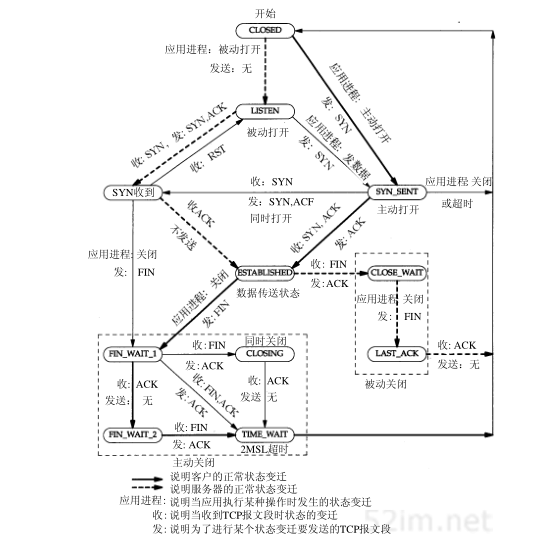 开始
CLOSED
应用进程：被动打开
发送：无
应用进程：主动打开
发：SYN
LISTEN
被动打开
收：SYN，发：SYN,ACK
收：RST
应用进程：发数据
发：SYN
SYN收到
收：SYN
发：SYN,ACF
同时打开
SYN_SENT
主动打开
应用进程 关闭
或超时
收ACK
不发送
收：SYN, ACK
发：ACK
应用进程：关闭
发：FIN
ESTABLISHED
数据传送状态
收：FIN
发：ACK
CLOSE_WAIT
应用进程：关闭
发：FIN
应用进程 关闭
发：FIN
LAST_ACK
被动关闭
收：ACK
发送：无
FIN_WAIT_1
收：FIN
发：ACK
同时关闭
CLOSING
收：ACK
发送：无
收：FIN,ACK
发：ACK
收：ACK
发送 无
FIN_WAIT_2
收：FIN
发：ACK
TIME_WAIT
2MSL超时
主动关闭
说明客户的正常状态变迁
说明服务器的正常状态变迁
应用进程：说明当应用执行某种操作时发生的状态变迁
收：说明当收到TCP报文段时状态的变迁
发：说明为了进行某个状态变迁要发送的TCP报文段
52im.net